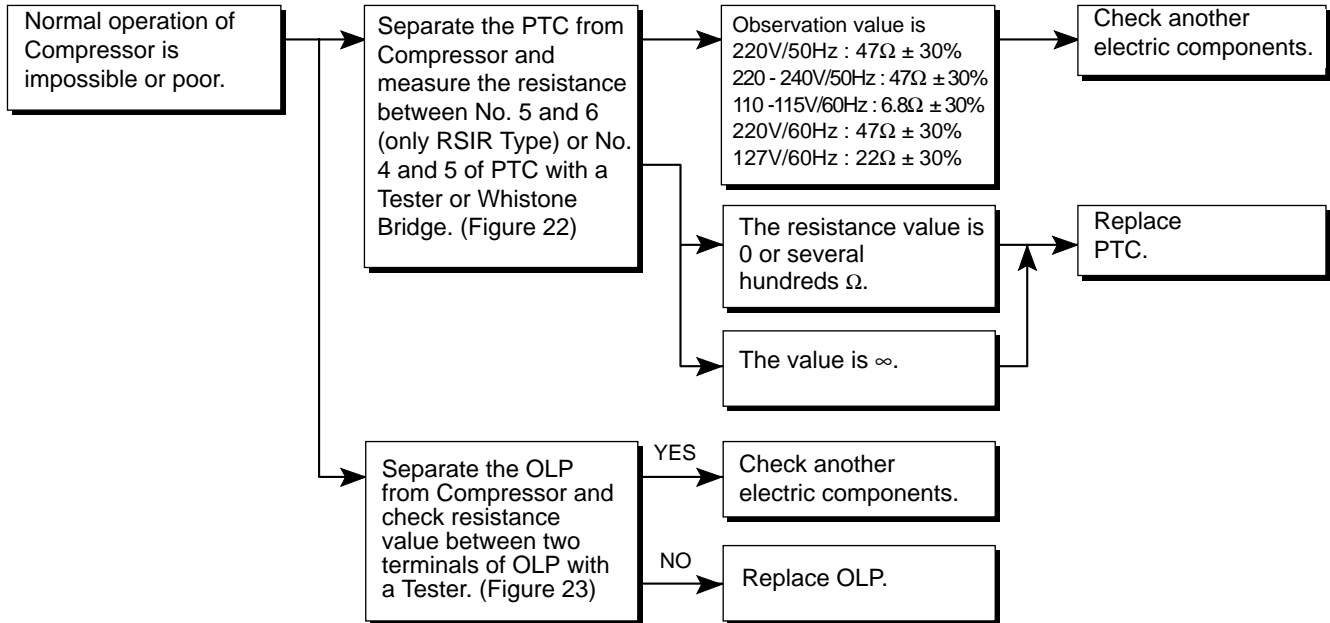 Normal operation of
Compressor is
impossible or poor.
Separate the PTC from
Compressor and
measure the resistance
between No. 5 and 6
(only RSIR Type) or No.
4 and 5 of PTC with a
Tester or Whistone
Bridge. (Figure 22)
Observation value is
220V/50Hz : 47Ω ± 30%
220 - 240V/50Hz : 47Ω ± 30%
110 -115V/60Hz : 6.8Ω ± 30%
220V/60Hz : 47Ω ± 30%
127V/60Hz : 22Ω ± 30%
Check another
electric components.
The resistance value is
0 or several
hundreds Ω.
Replace
PTC.
The value is ∞.
Separate the OLP
from Compressor and
check resistance
value between two
terminals of OLP with
a Tester. (Figure 23)
YES
Check another
electric components.
NO
Replace OLP.